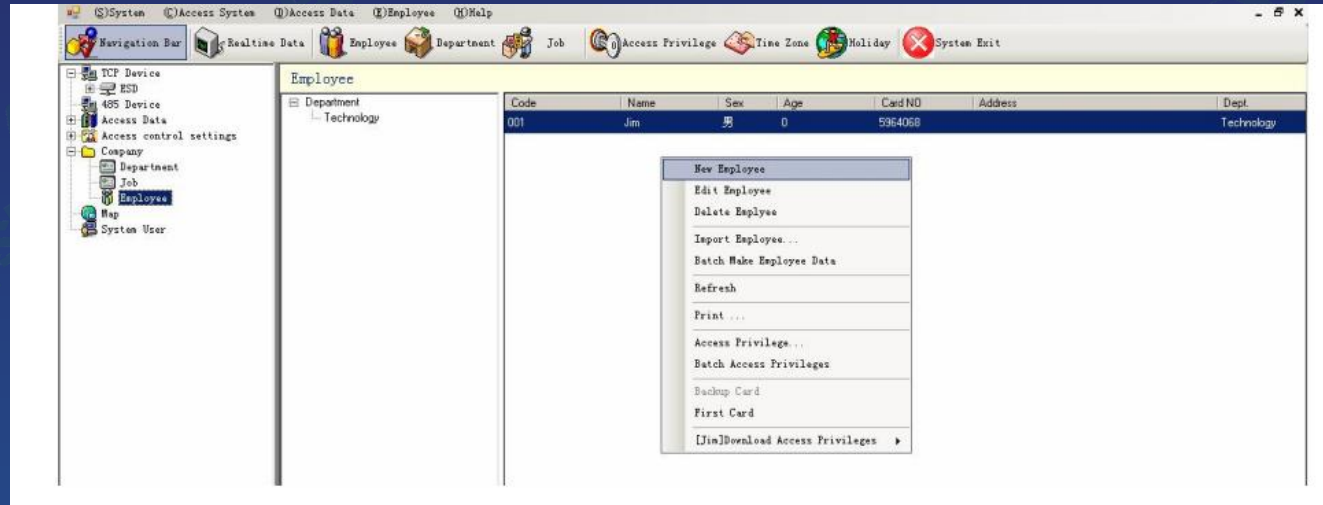 (S)System (C)Access System (D)Access Data (E)Employee (H)Help
Navigation Bar Realtime Data Employee Department Job Access Privilege Time Zone Holiday System Exit
TCP Device
ESD
485 Device
Access Data
Access control settings
Company
Department
Job
Employee
Map
System User
Employee
Department
Technology
Code Name Sex Age Card NO Address Dept.
001 Jim 男 0 5964068 Technology
New Employee
Edit Employee
Delete Emplyee
Import Employee...
Batch Make Employee Data
Refresh
Print ...
Access Privilege...
Batch Access Privileges
Backup Card
First Card
[Jim]Download Access Privileges